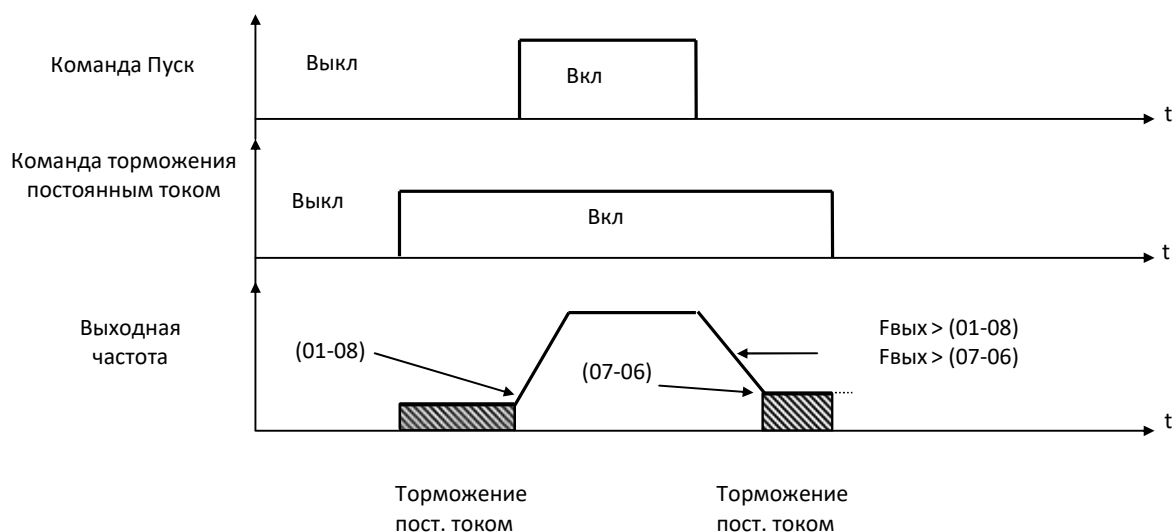 Команда Пуск
Выкл
Вкл
t
Команда торможения
постоянным током
Выкл
Вкл
t
Выходная
частота
(01-08)
(07-06)
Fвых > (01-08)
Fвых > (07-06)
t
Торможение
пост. током
Торможение
пост. током